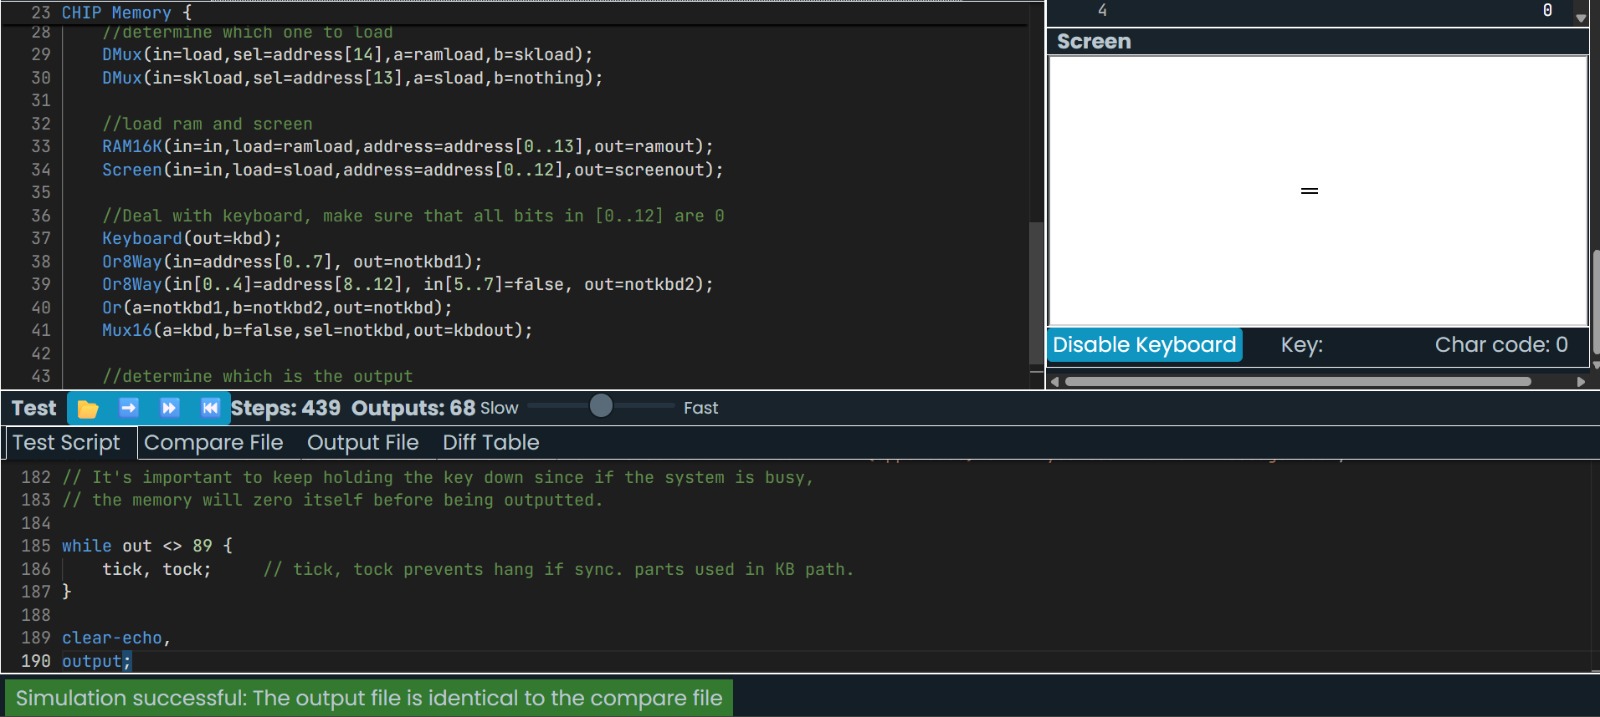 23 CHIP Memory {
28 //determine which one to load
29 DMux(in=load,sel=address[14],a=ramload,b=skload);
30 DMux(in=skload,sel=address[13],a=sload,b=nothing);
31
32 //load ram and screen
33 RAM16K(in=in,load=ramload,address=address[0..13],out=ramout);
34 Screen(in=in,load=sload,address=address[0..12],out=screenout);
35
36 //Deal with keyboard, make sure that all bits in [0..12] are 0
37 Keyboard(out=kbd);
38 Or8Way(in=address[0..7], out=notkbd1);
39 Or8Way(in[0..4]=address[8..12], in[5..7]=false, out=notkbd2);
40 Or(a=notkbd1,b=notkbd2,out=notkbd);
41 Mux16(a=kbd,b=false,sel=notkbd,out=kbdout);
42
43 //determine which is the output
4 0
Screen
Disable Keyboard Key: Char code: 0
Test Steps: 439 Outputs: 68 Slow Fast
Test Script Compare File Output File Diff Table
182 // It's important to keep holding the key down since if the system is busy,
183 // the memory will zero itself before being outputted.
184
185 while out <> 89 {
186 tick, tock; // tick, tock prevents hang if sync. parts used in KB path.
187 }
188
189 clear-echo,
190 output;
Simulation successful: The output file is identical to the compare file